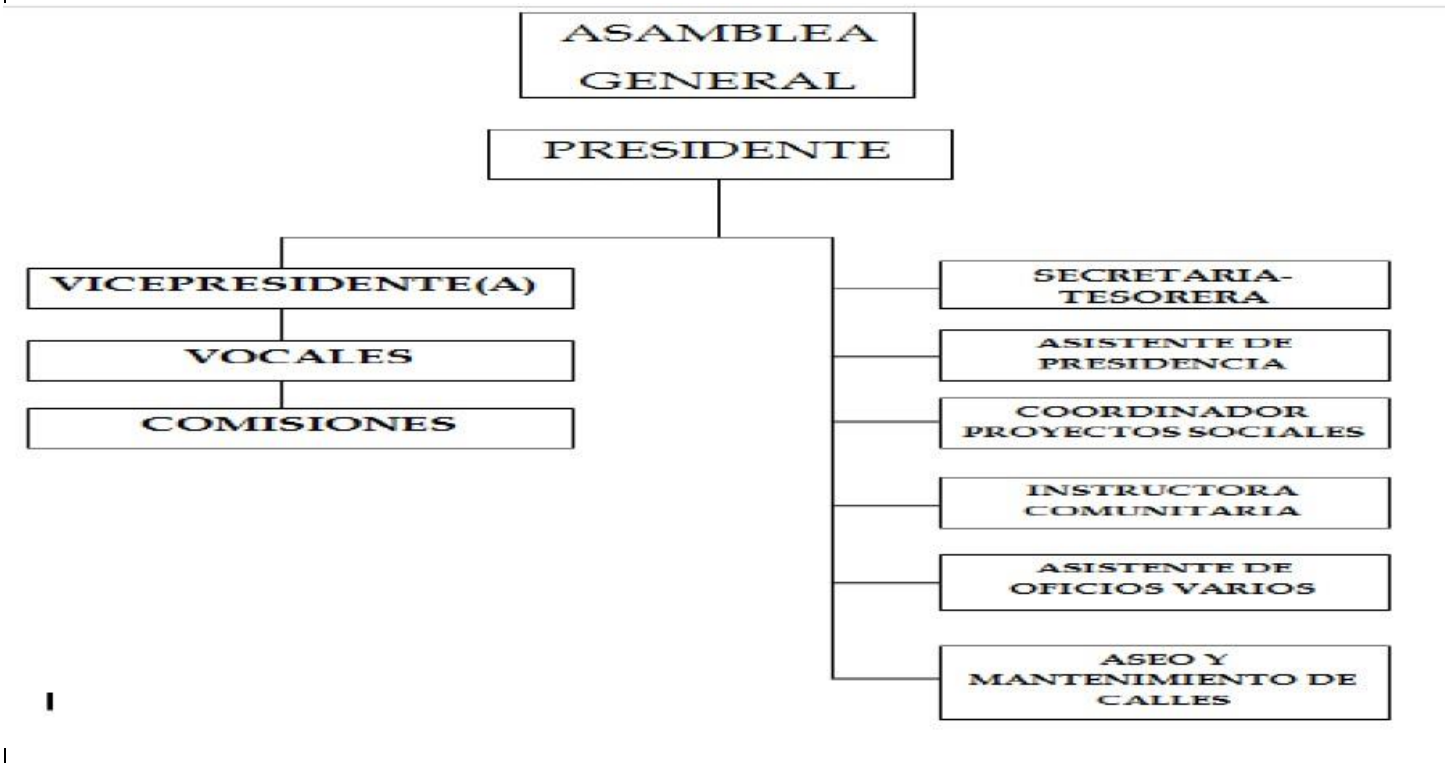 ASAMBLEA
GENERAL
PRESIDENTE
VICEPRESIDENTE(A)
VOCALES
COMISIONES
SECRETARIA-
TESORERA
ASISTENTE DE
PRESIDENCIA
COORDINADOR
PROYECTOS SOCIALES
INSTRUCTORA
COMUNITARIA
ASISTENTE DE
OFICIOS VARIOS
ASEO Y
MANTENIMIENTO DE
CALLES